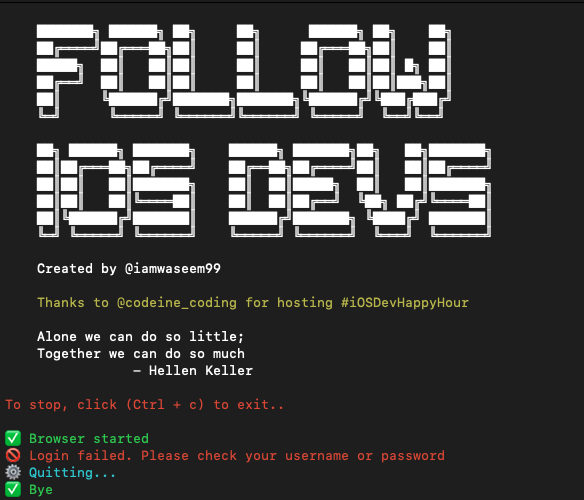 FOLLOW
IOS DEVS
Created by @iamwaseem99
Thanks to @codeine_coding for hosting #iOSDevHappyHour
Alone we can do so little;
Together we can do so much
— Hellen Keller
To stop, click (Ctrl + c) to exit..
✅ Browser started
🚫 Login failed. Please check your username or password
⚙️ Quitting...
✅ Bye